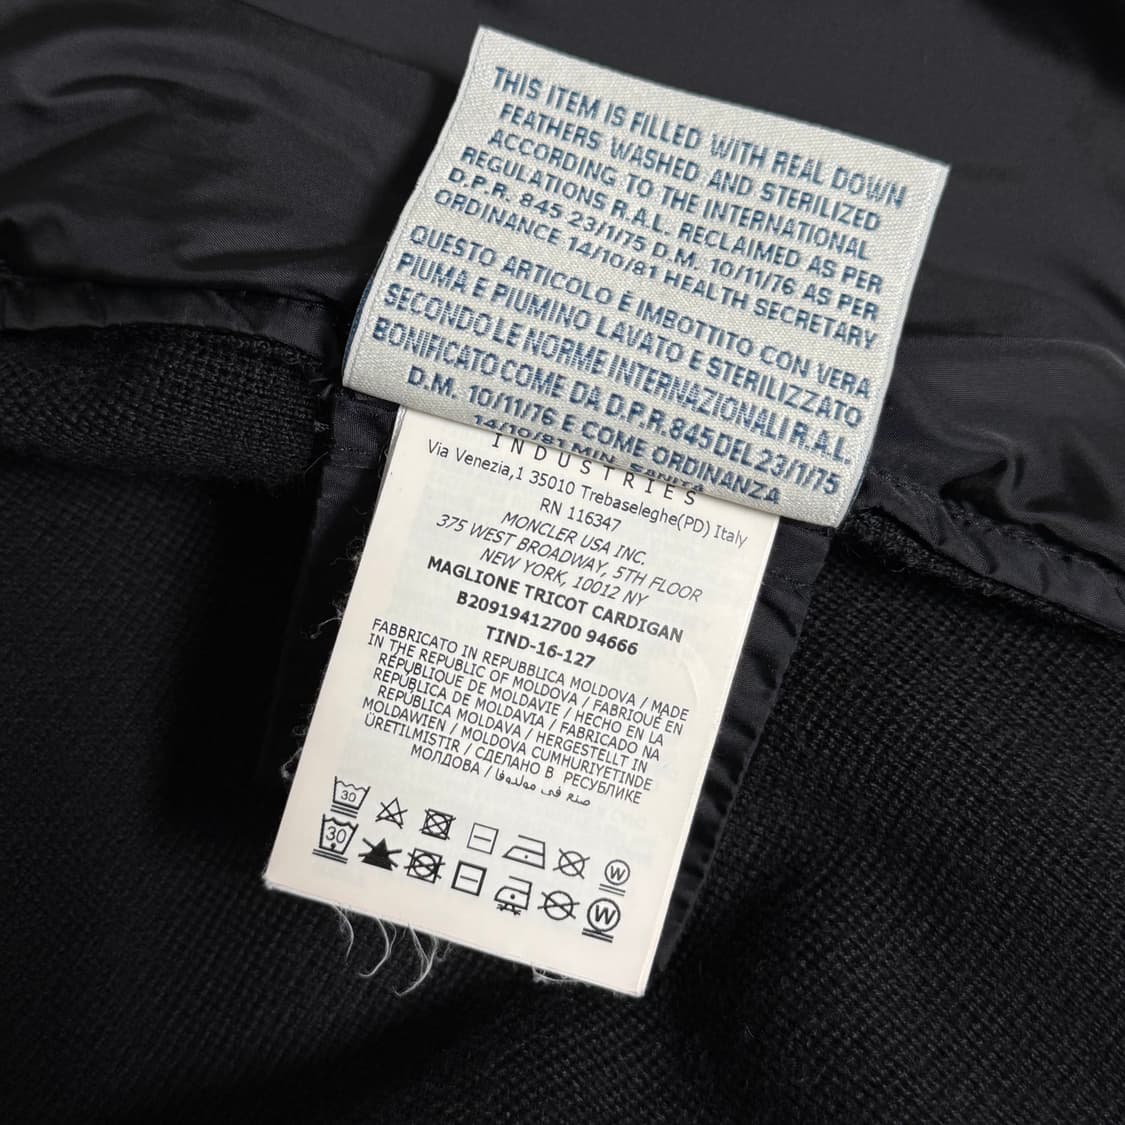 THIS ITEM IS FILLED WITH REAL DOWN
FEATHERS WASHED AND STERILIZED
ACCORDING TO THE INTERNATIONAL
REGULATIONS R.A.L. RECLAIMED AS PER
D.P.R. 845 23/1/75 D.M. 10/11/76 AS PER
ORDINANCE 14/10/81 HEALTH SECRETARY
QUESTO ARTICOLO È IMBOTTITO CON VERA
PIUMA E PIUMINO LAVATO E STERILIZZATO
SECONDO LE NORME INTERNAZIONALI R.A.L.
BONIFICATO COME DA D.P.R. 845 DEL 23/1/75
D.M. 10/11/76 E COME ORDINANZA
14/10/81 MIN. SANITA
INDUSTRIES
Via Venezia,1 35010 Trebaseleghe(PD) Italy
RN 116347
MONCLER USA INC.
375 WEST BROADWAY, 5TH FLOOR
NEW YORK, 10012 NY
MAGLIONE TRICOT CARDIGAN
B20919412700 94666
TIND-16-127
FABBRICATO IN REPUBBLICA MOLDOVA / MADE
IN THE REPUBLIC OF MOLDOVA / FABRIQUÉ EN
RÉPUBLIQUE DE MOLDAVIE / HECHO EN LA
REPÚBLICA DE MOLDAVIA / FABRICADO NA
REPÚBLICA MOLDAVA / HERGESTELLT IN
MOLDAWIEN / MOLDOVA CUMHURIYETINDE
ÜRETILMISTIR / СДЕЛАНО В РЕСПУБЛИКЕ
МОЛДОВА / صنع في مولدوفا
30
W
30
W